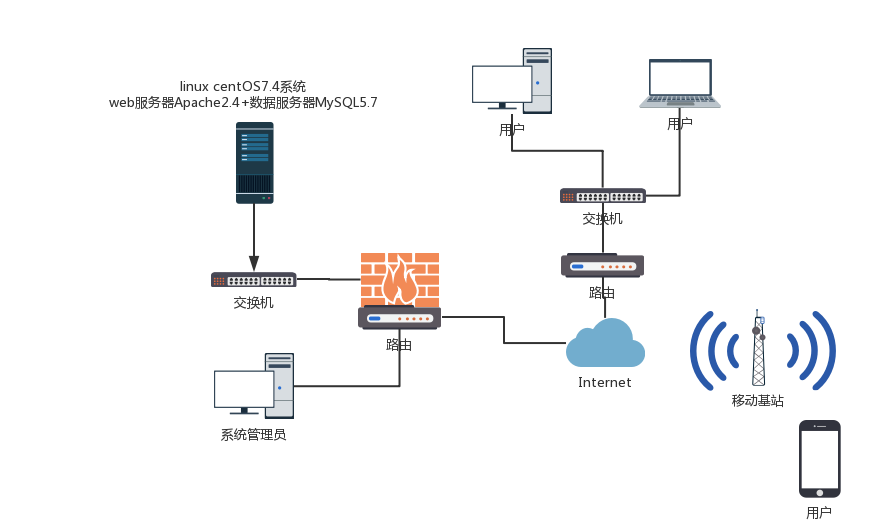 linux centOS7.4系统
web服务器Apache2.4+数据服务器MySQL5.7
用户
用户
交换机
交换机
路由
路由
Internet
移动基站
系统管理员
用户